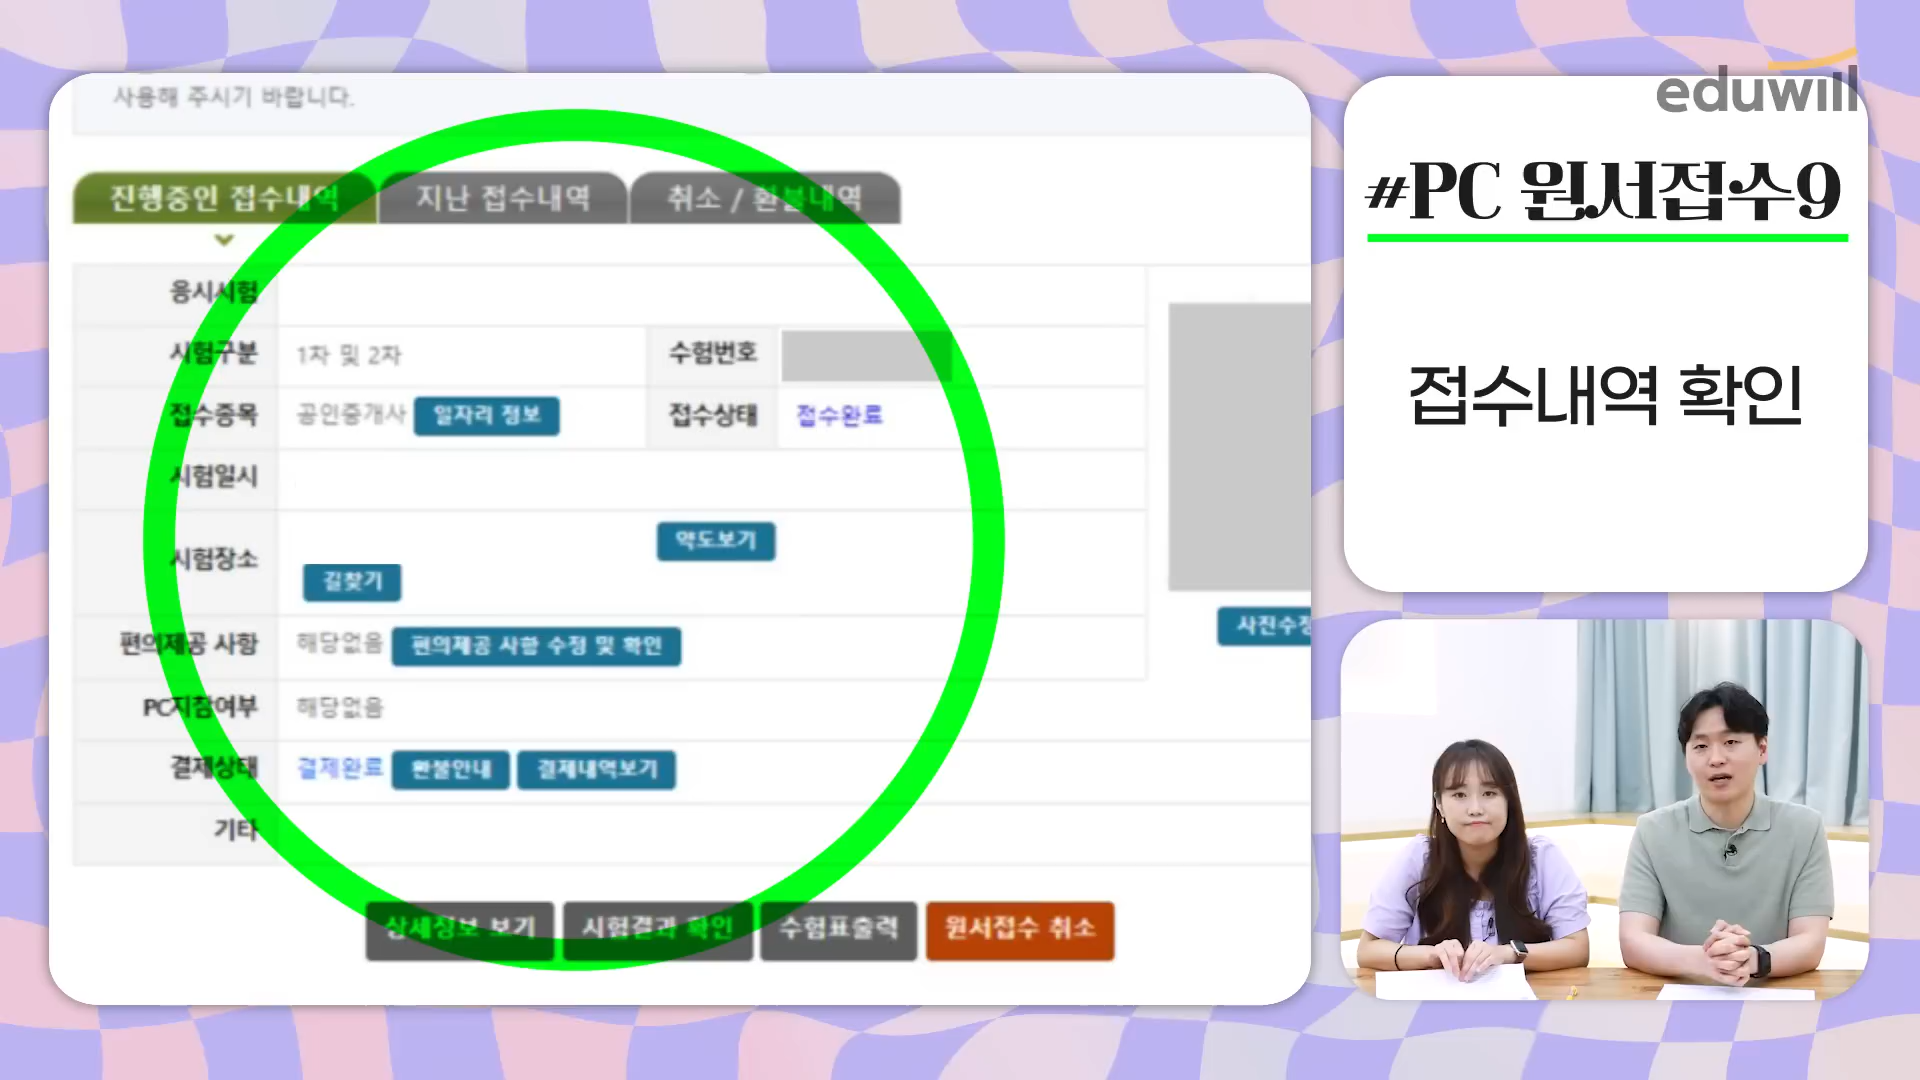 사용해 주시기 바랍니다.
진행중인 접수내역
지난 접수내역
취소 / 환불내역
응시시험
시험구분
1차 및 2차
수험번호
접수종목
공인중개사
일자리 정보
접수상태
접수완료
시험일시
시험장소
약도보기
길찾기
편의제공 사항
해당없음
편의제공 사항 수정 및 확인
사진수정
PC지참여부
해당없음
결제상태
결제완료
환불안내
결제내역보기
기타
상세정보 보기
시험결과 확인
수험표출력
원서접수 취소
eduwill
#PC 원서접수9
접수내역 확인